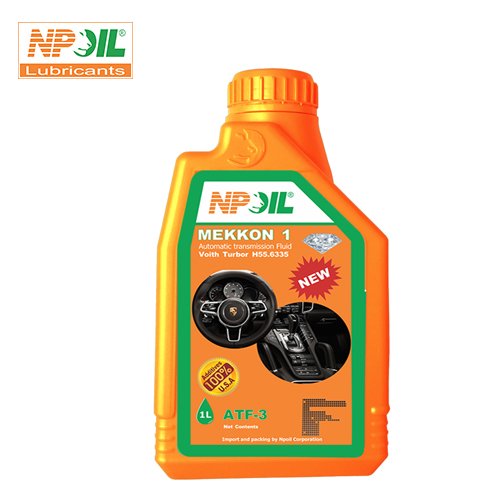 NPOIL®
Lubricants
NPOIL®
MEKKON 1
Automatic transmission Fluid
Voith Turbor H55.6335
NEW
Additives
100%
U.S.A
1L
ATF-3
Net Contents
F
Import and packing by Npoil Corporation